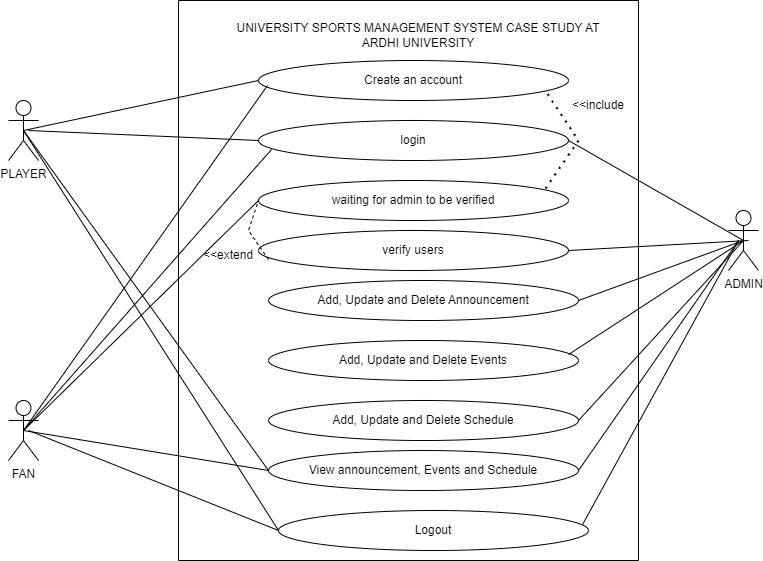 UNIVERSITY SPORTS MANAGEMENT SYSTEM CASE STUDY AT
ARDHI UNIVERSITY
Create an account
<<include
login
PLAYER
waiting for admin to be verified
<<extend
verify users
ADMIN
Add, Update and Delete Announcement
Add, Update and Delete Events
Add, Update and Delete Schedule
View announcement, Events and Schedule
FAN
Logout